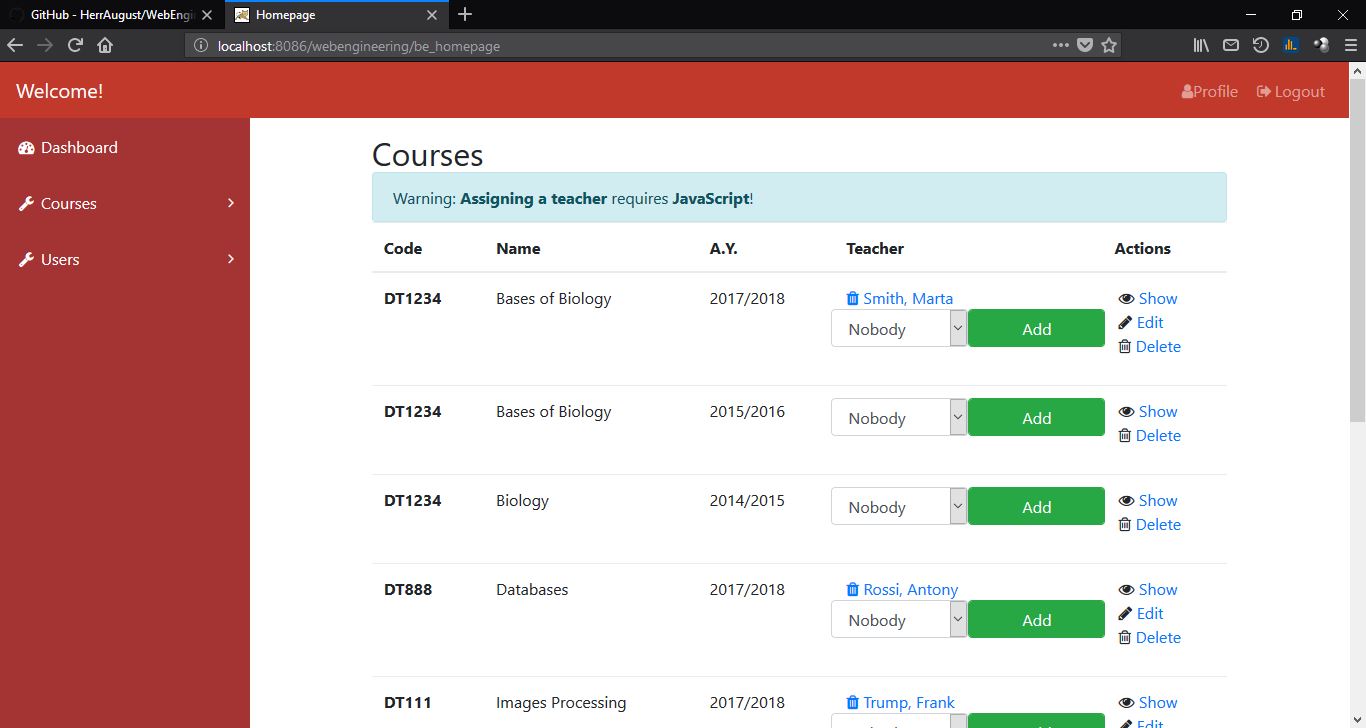 GitHub - HerrAugust/WebEngi
Homepage
localhost:8086/webengineering/be_homepage
Welcome!
Profile
Logout
Dashboard
Courses
Users
Courses
Warning: Assigning a teacher requires JavaScript!
Code Name A.Y. Teacher Actions
DT1234 Bases of Biology 2017/2018 Smith, Marta Show
Nobody Add Edit
Delete
DT1234 Bases of Biology 2015/2016 Nobody Add Show
Delete
DT1234 Biology 2014/2015 Nobody Add Show
Delete
DT888 Databases 2017/2018 Rossi, Antony Show
Nobody Add Edit
Delete
DT111 Images Processing 2017/2018 Trump, Frank Show
Edit